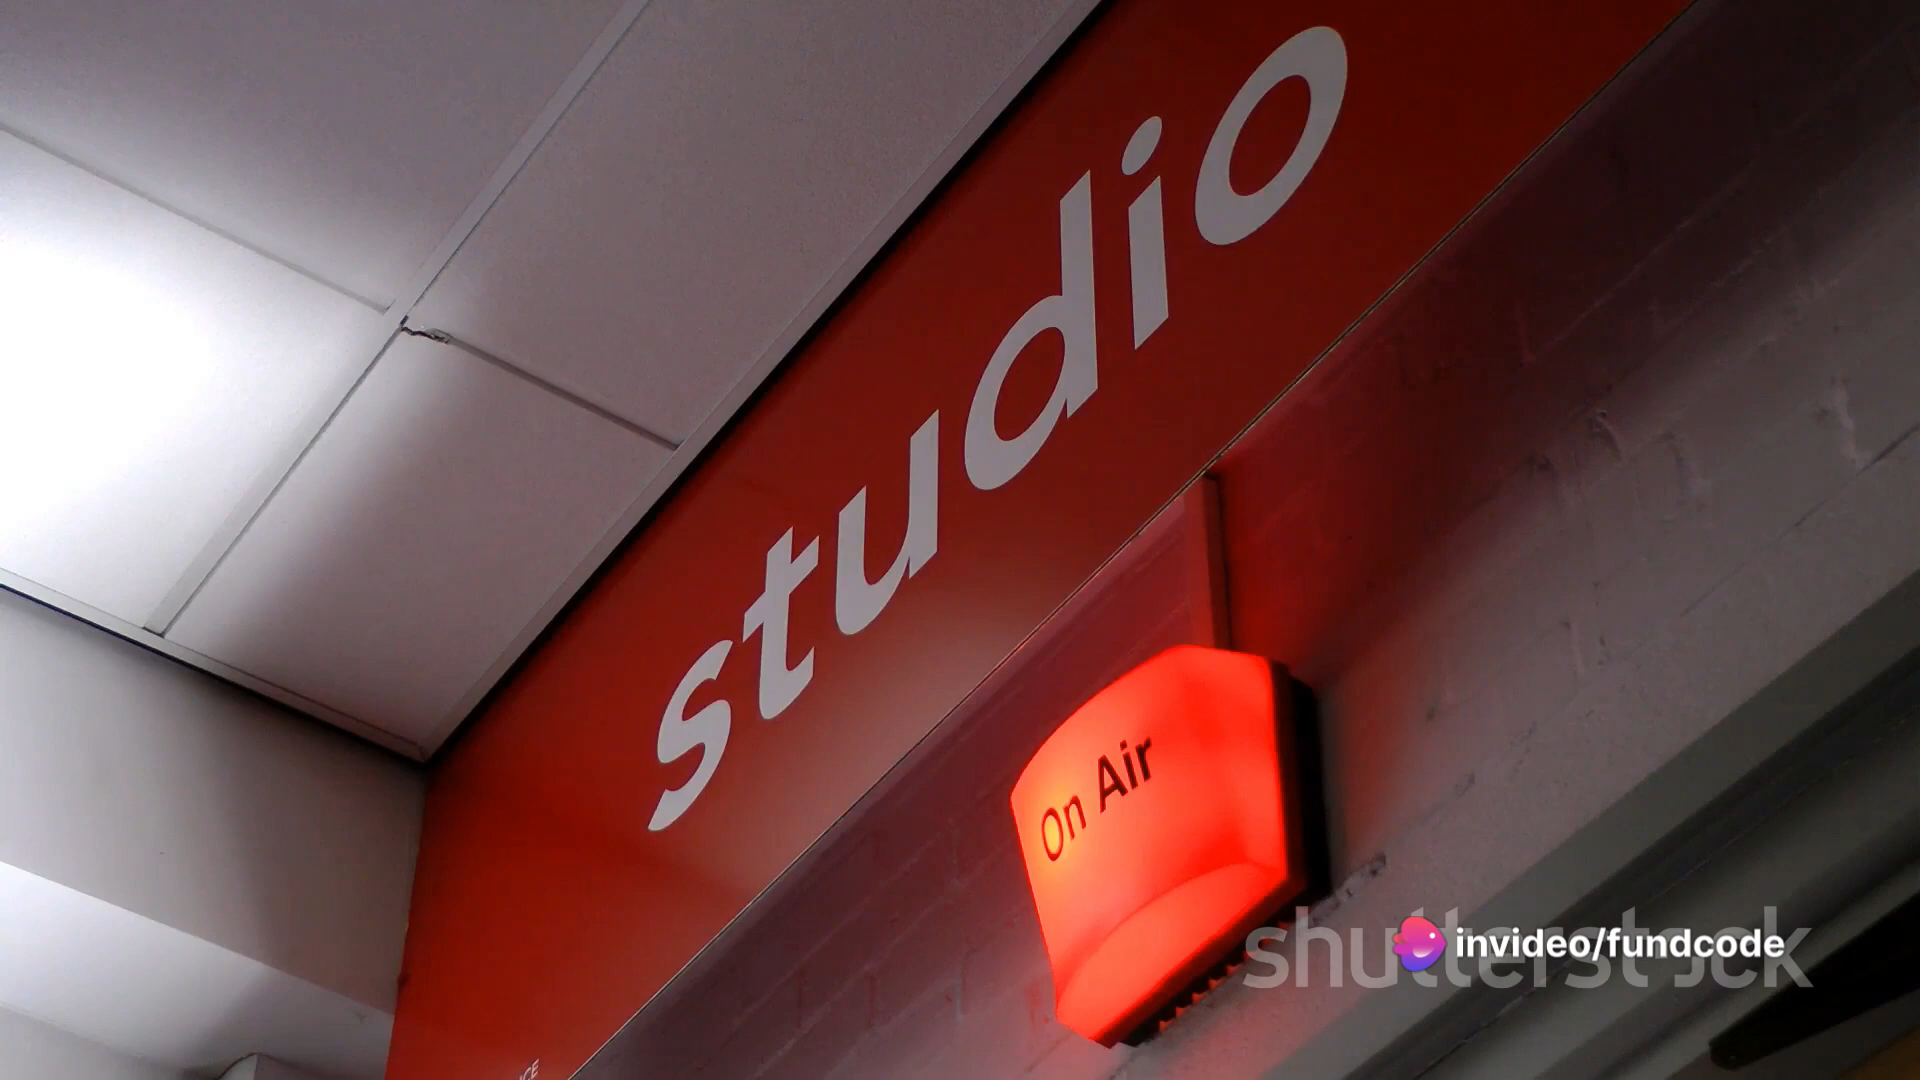 studio
On Air
shutterstock
invideo/fundcode